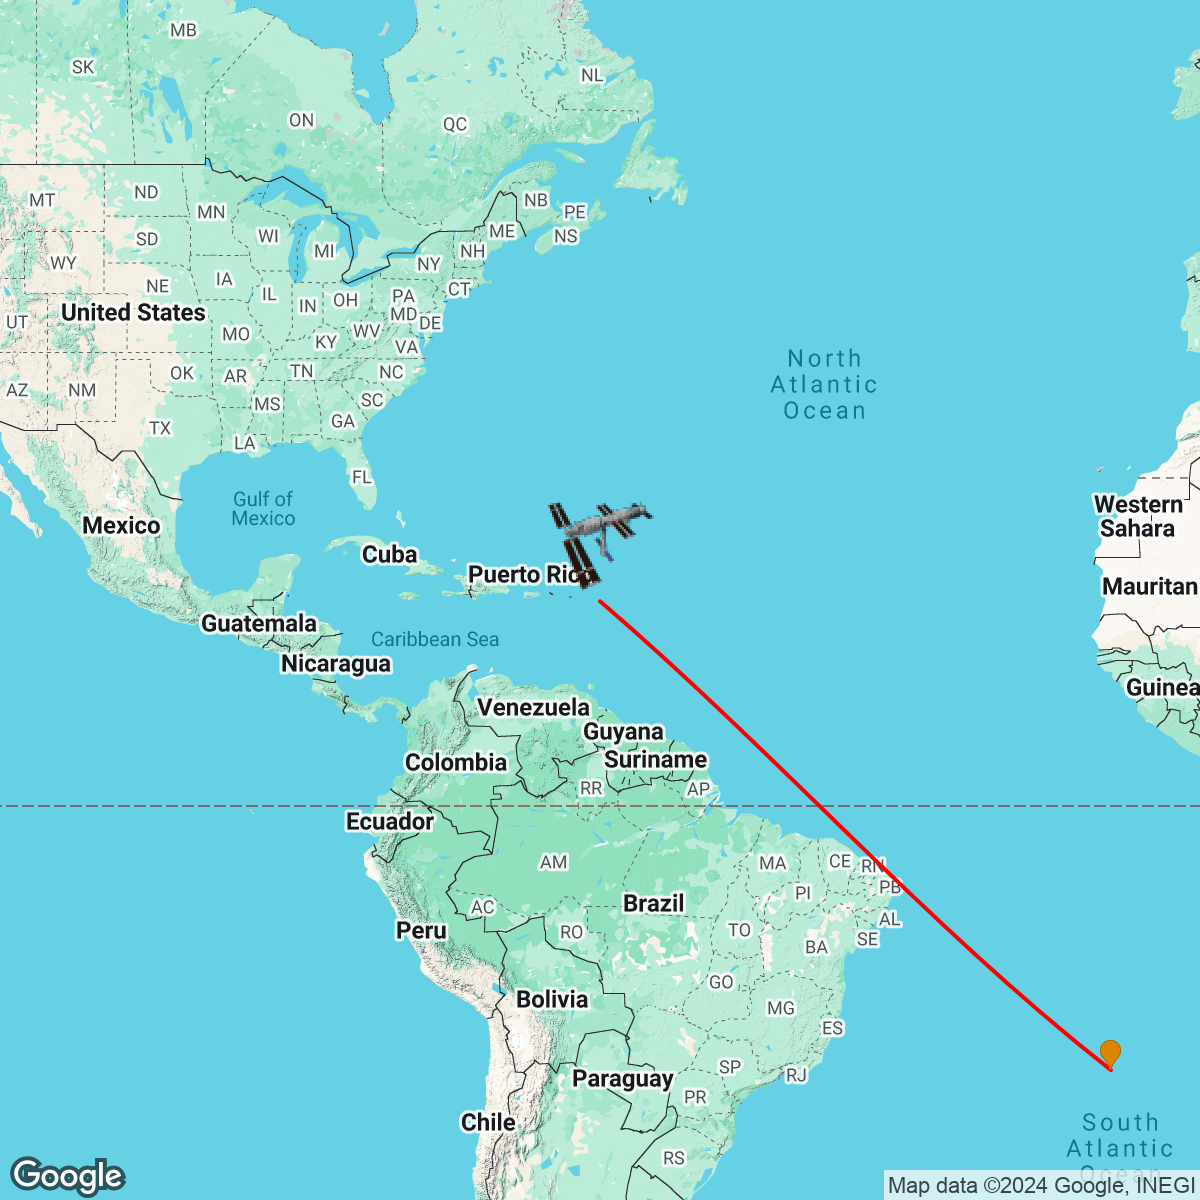 MB
SK
NL
ON
QC
MT
ND
MN
NB
PE
ME
NS
WI
SD
MI
NH
WY
NY
IA
NE
CT
IL
IN
OH
PA
United States
MD
UT
DE
WV
MO
KY
VA
North
Atlantic
Ocean
OK
AR
TN
NC
AZ
NM
MS
SC
TX
GA
LA
FL
Gulf of
Mexico
Western
Sahara
Mexico
Cuba
Puerto Rico
Mauritan
Guatemala
Caribbean Sea
Nicaragua
Guinea
Venezuela
Guyana
Colombia
Suriname
RR
AP
Ecuador
AM
MA
CE
RN
PB
PI
AC
Brazil
AL
Peru
RO
TO
SE
BA
GO
Bolivia
MG
ES
SP
RJ
Paraguay
PR
Chile
South
Atlantic
Ocean
RS
Google
Map data ©2024 Google, INEGI